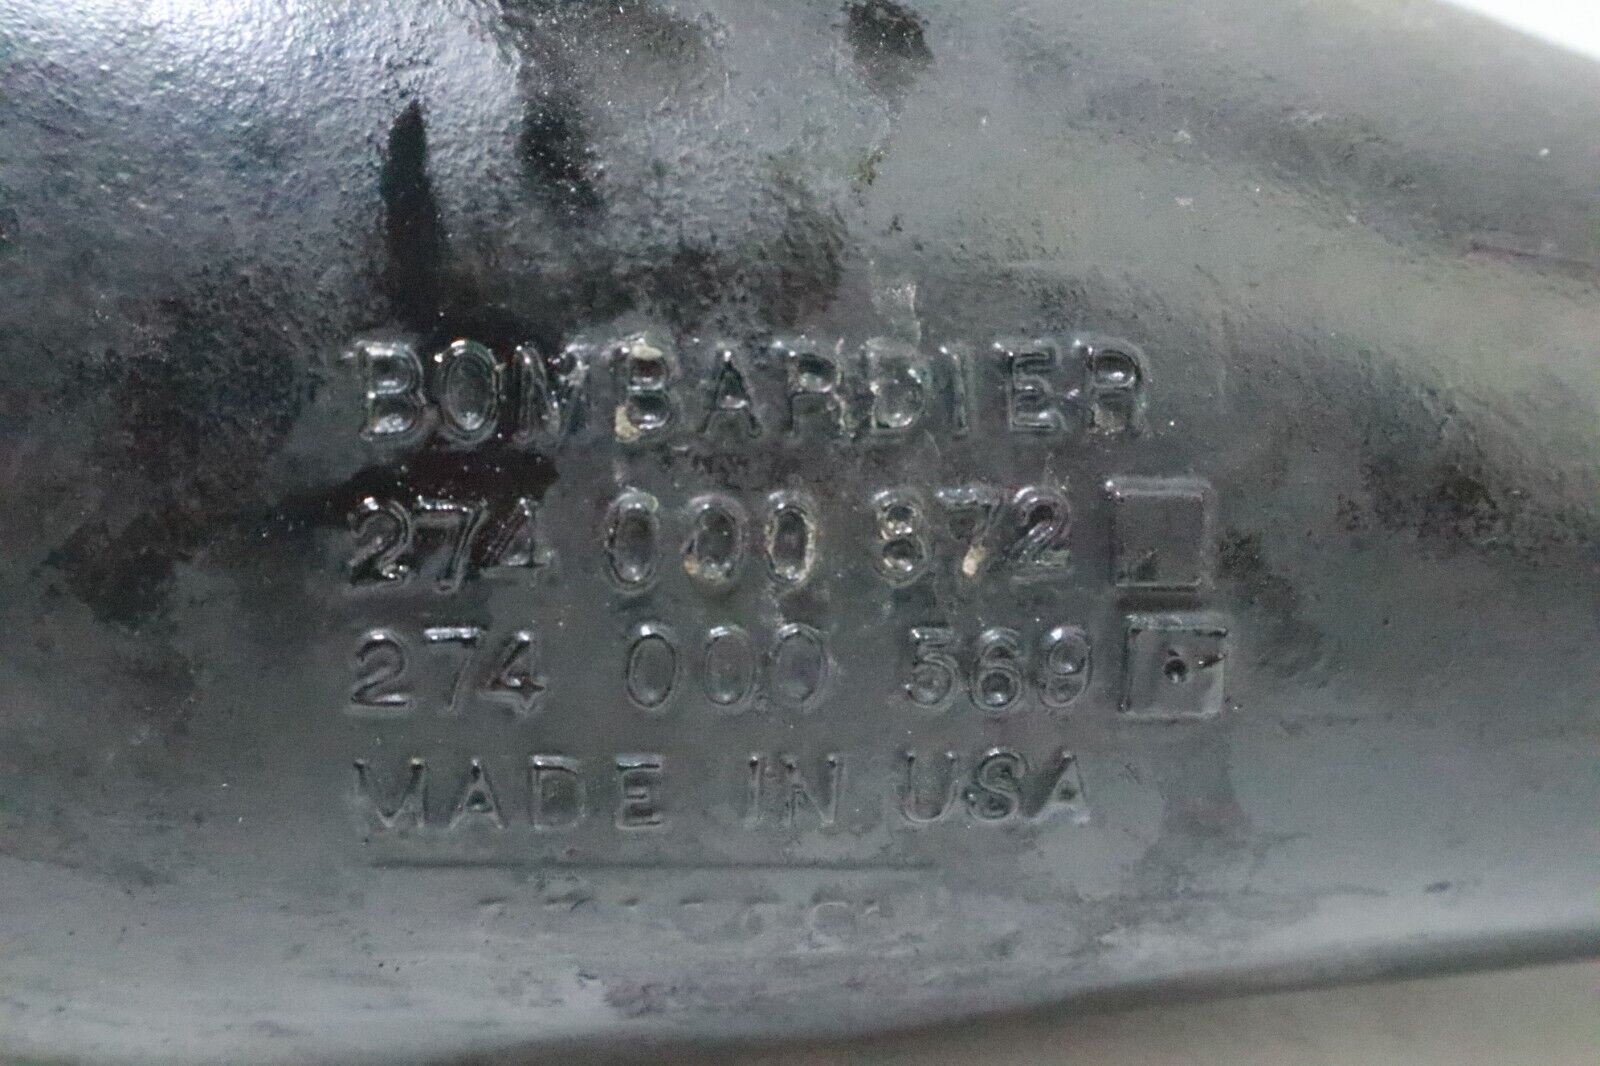 BOMBARDIER
274 000 872
274 000 569
MADE IN USA